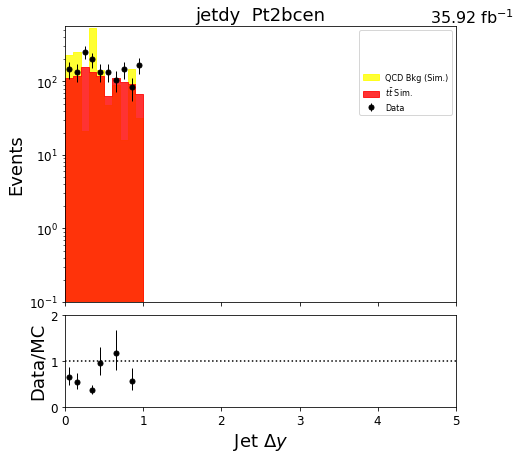 jetdy Pt2bcen
35.92 fb⁻¹
QCD Bkg (Sim.)
tt̄ Sim.
Data
Events
10²
10¹
10⁰
10⁻¹
Data/MC
2
1
0
0 1 2 3 4 5
Jet Δy